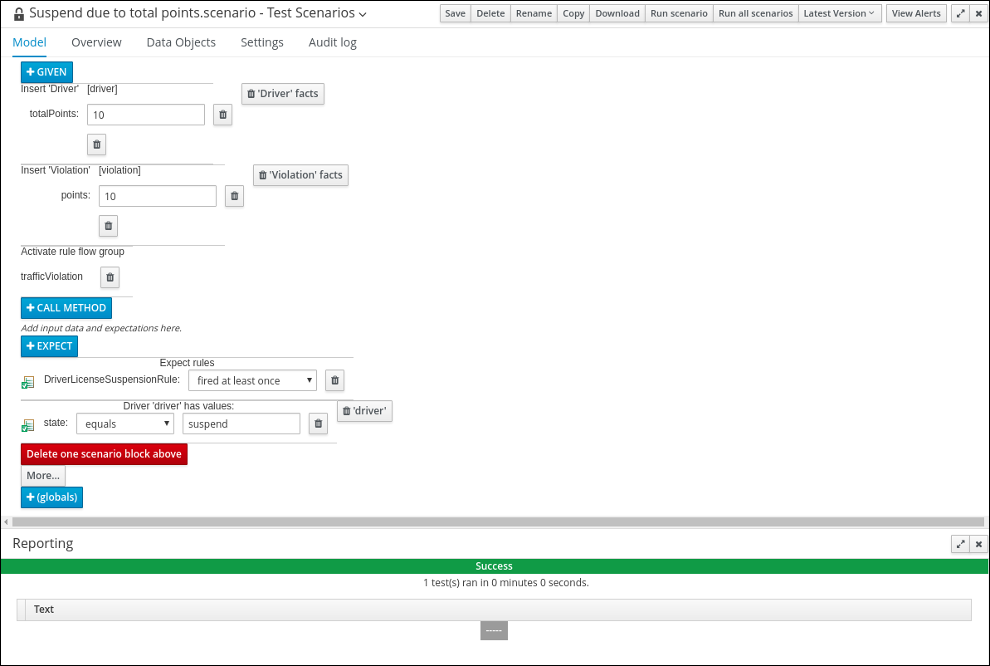 Suspend due to total points.scenario - Test Scenarios
Save Delete Rename Copy Download Run scenario Run all scenarios Latest Version View Alerts
Model Overview Data Objects Settings Audit log
+ GIVEN
Insert 'Driver' [driver] 'Driver' facts
totalPoints: 10
Insert 'Violation' [violation] 'Violation' facts
points: 10
Activate rule flow group
trafficViolation
+ CALL METHOD
Add input data and expectations here.
+ EXPECT
Expect rules
DriverLicenseSuspensionRule: fired at least once
Driver 'driver' has values: 'driver'
state: equals suspend
Delete one scenario block above
More...
+ (globals)
Reporting
Success
1 test(s) ran in 0 minutes 0 seconds.
Text
-----